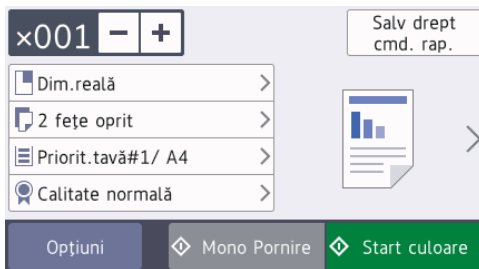 ×001 − +
Salv drept
cmd. rap.
Dim.reală
2 fețe oprit
Priorit.tavă#1/ A4
Calitate normală
Opțiuni
Mono Pornire
Start culoare